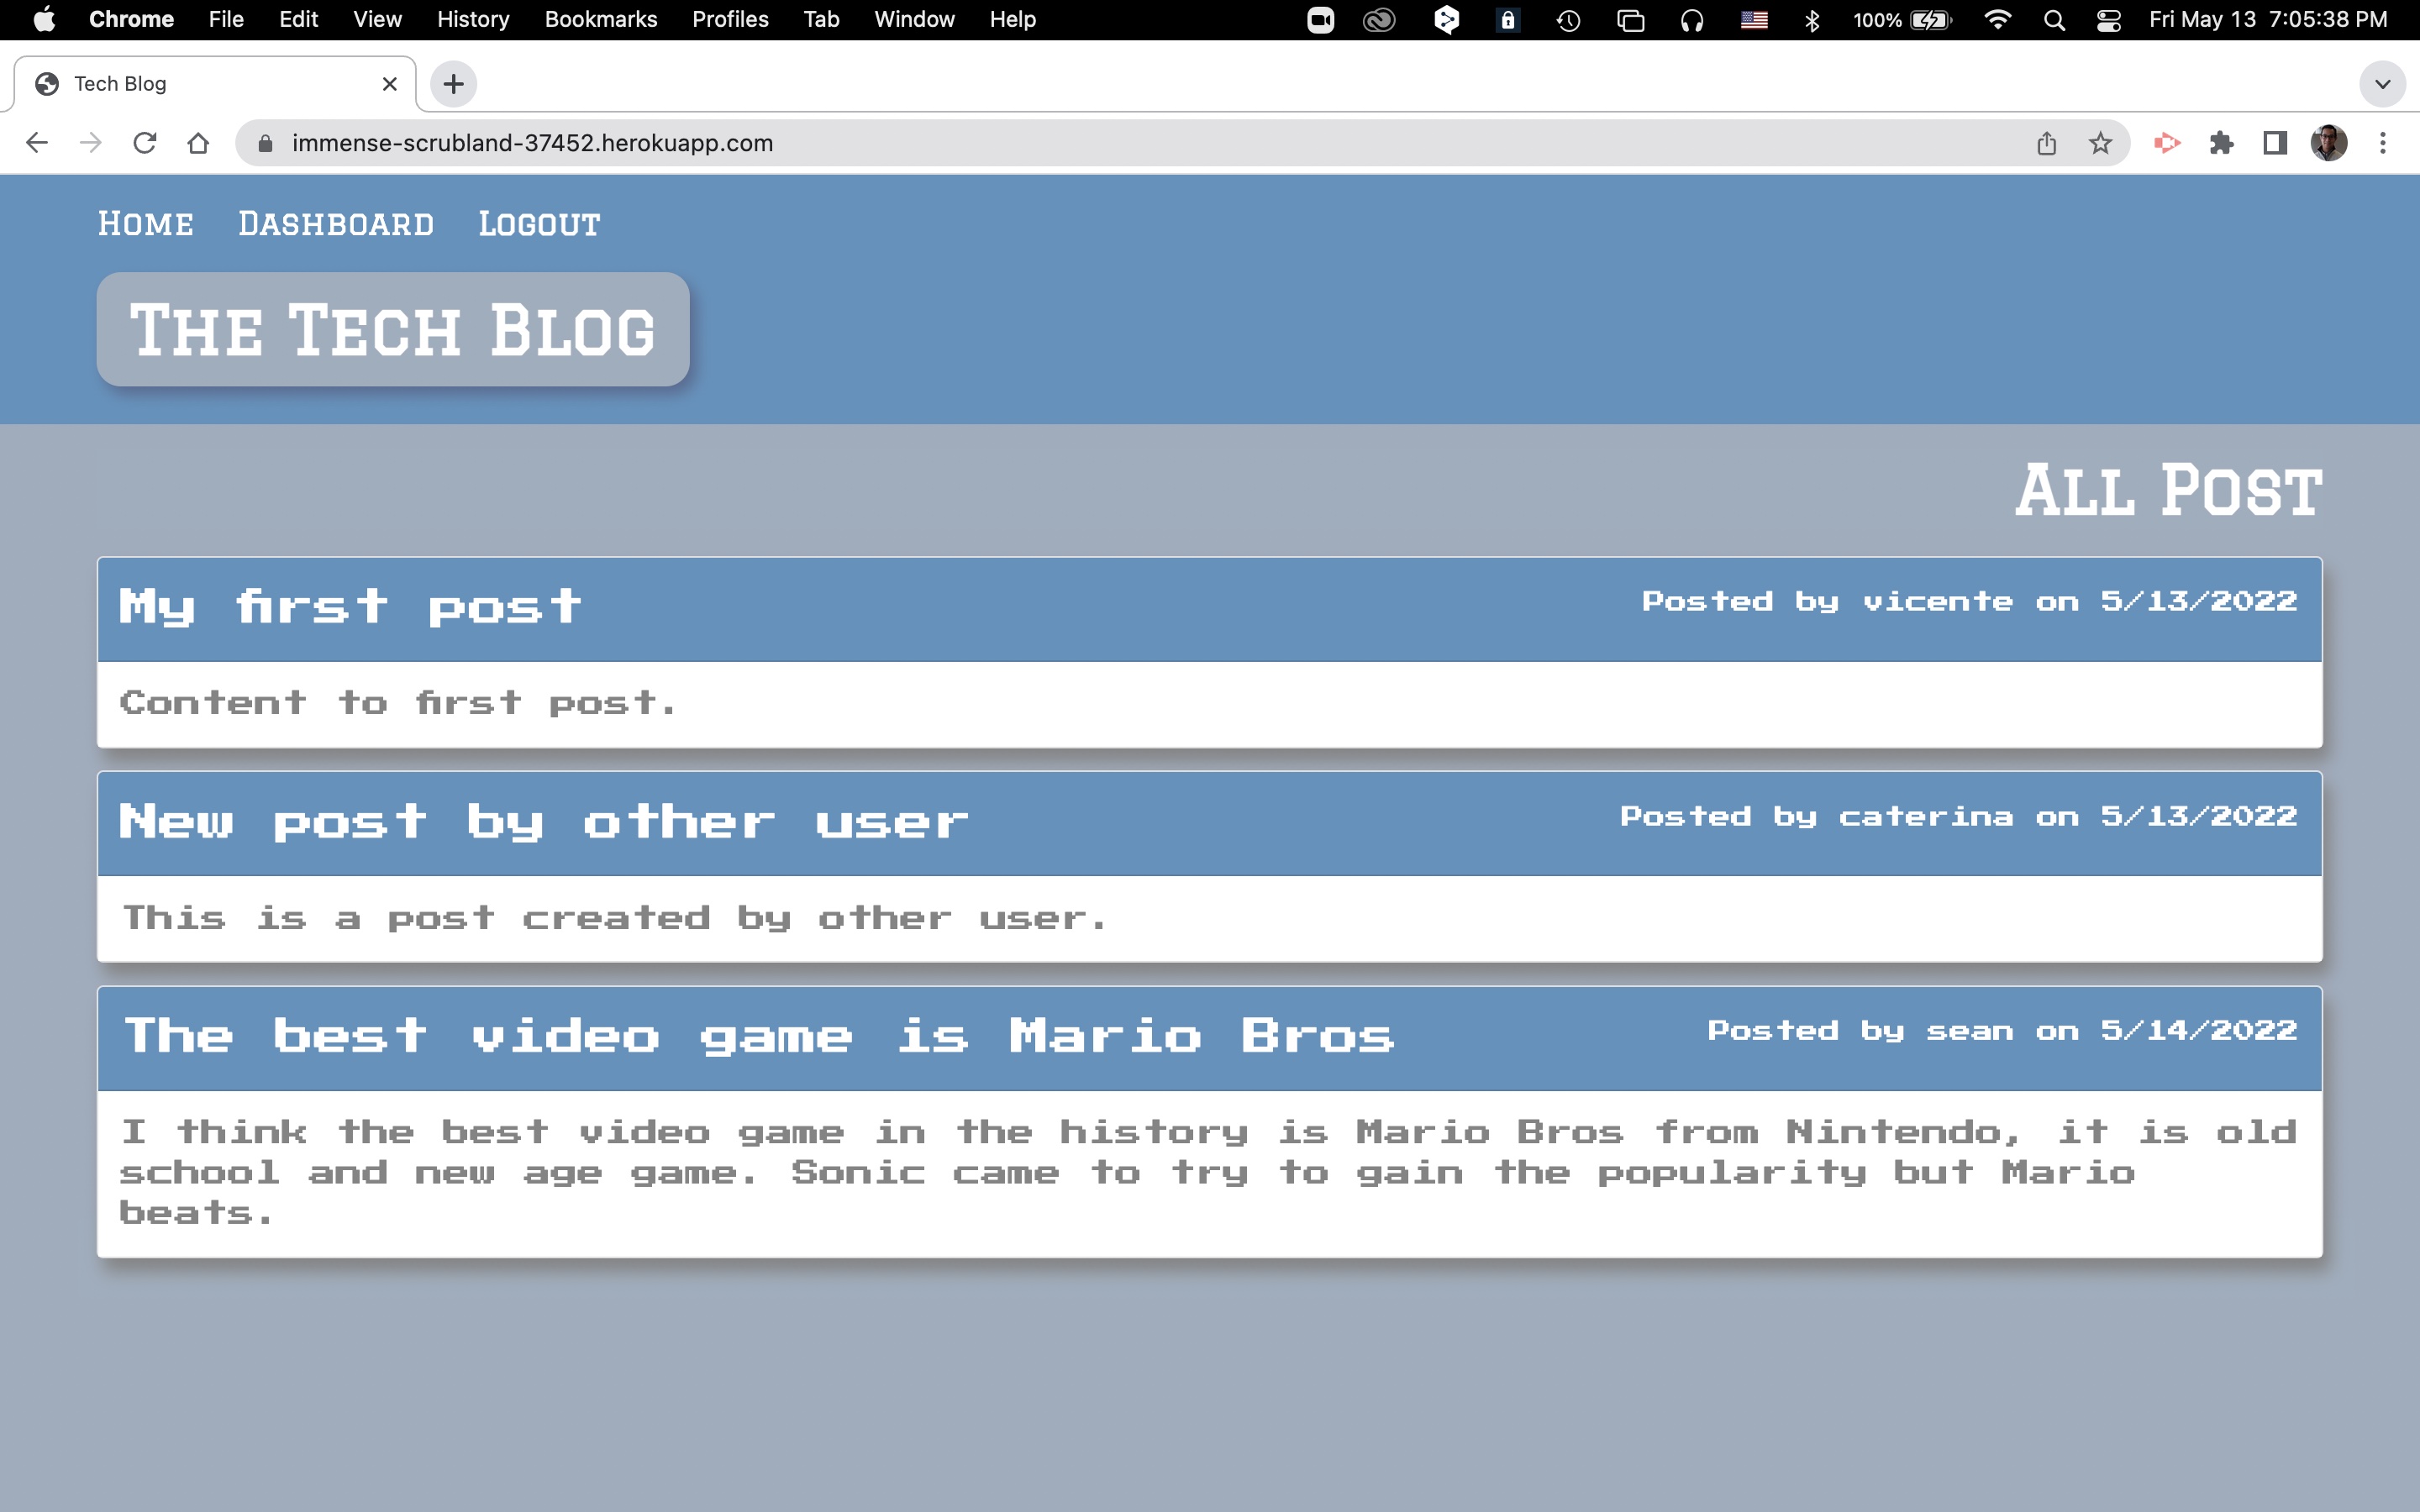 Chrome File Edit View History Bookmarks Profiles Tab Window Help 100% Fri May 13 7:05:38 PM
Tech Blog
immense-scrubland-37452.herokuapp.com
Home Dashboard Logout
The Tech Blog
All Post
My first post Posted by vicente on 5/13/2022
Content to first post.
New post by other user Posted by caterina on 5/13/2022
This is a post created by other user.
The best video game is Mario Bros Posted by sean on 5/14/2022
I think the best video game in the history is Mario Bros from Nintendo, it is old
school and new age game. Sonic came to try to gain the popularity but Mario
beats.